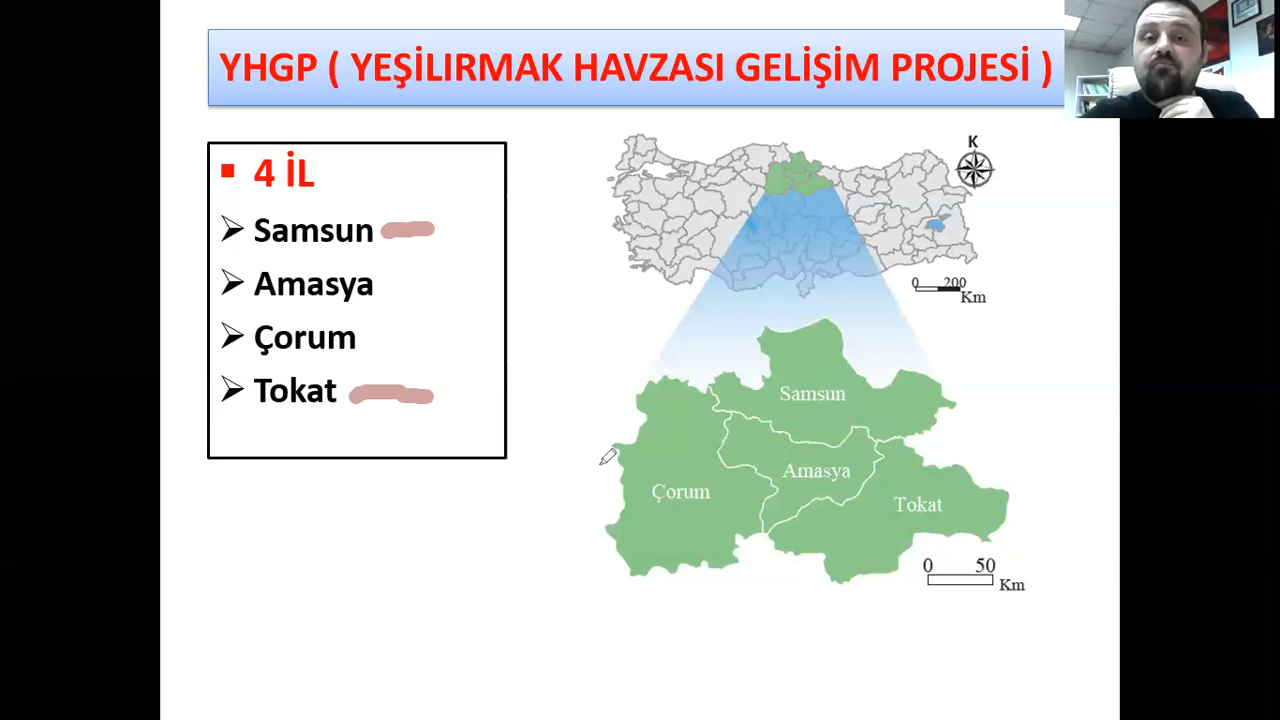 YHGP ( YEŞİLIRMAK HAVZASI GELİŞİM PROJESİ )
4 İL
Samsun
Amasya
Çorum
Tokat
K
0 200
Km
Samsun
Amasya
Çorum
Tokat
0 50
Km